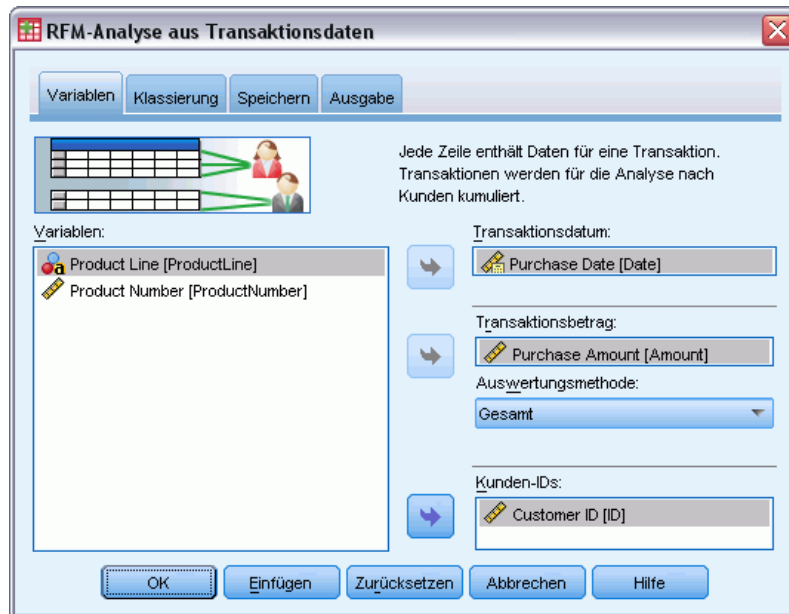 RFM-Analyse aus Transaktionsdaten
Variablen
Klassierung
Speichern
Ausgabe
Jede Zeile enthält Daten für eine Transaktion.
Transaktionen werden für die Analyse nach
Kunden kumuliert.
Variablen:
Product Line [ProductLine]
Product Number [ProductNumber]
Transaktionsdatum:
Purchase Date [Date]
Transaktionsbetrag:
Purchase Amount [Amount]
Auswertungsmethode:
Gesamt
Kunden-IDs:
Customer ID [ID]
OK
Einfügen
Zurücksetzen
Abbrechen
Hilfe